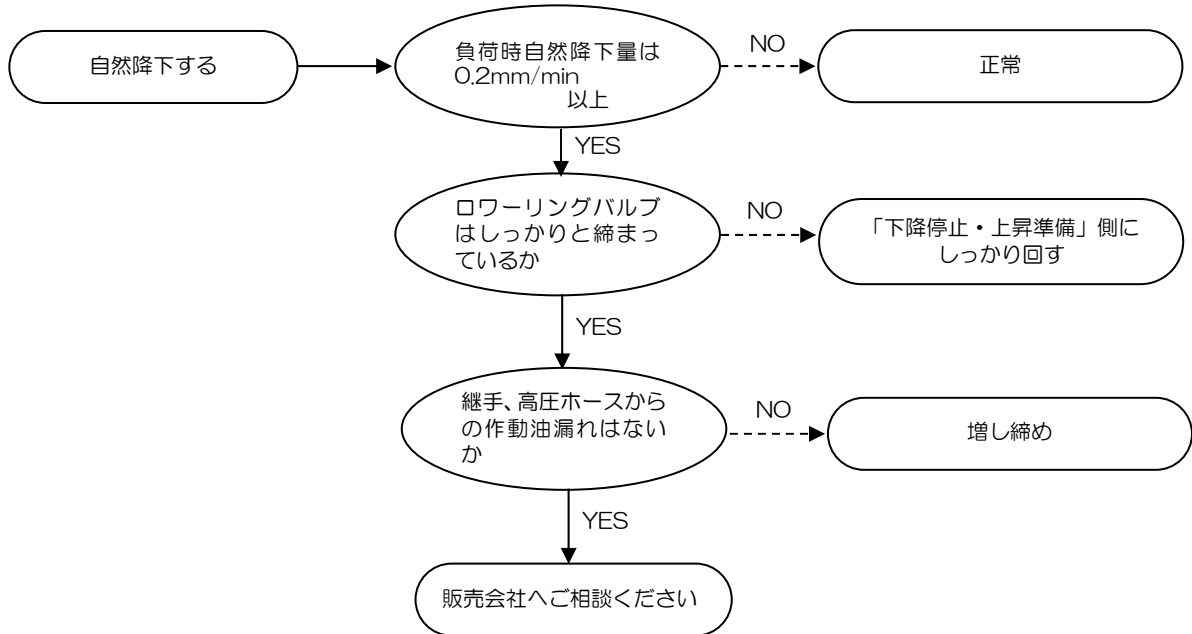 自然降下する
負荷時自然降下量は
0.2mm/min
以上
NO
正常
YES
ロワーリングバルブ
はしっかりと締まっ
ているか
NO
「下降停止・上昇準備」側に
しっかり回す
YES
継手、高圧ホースから
の作動油漏れはない
か
NO
増し締め
YES
販売会社へご相談ください